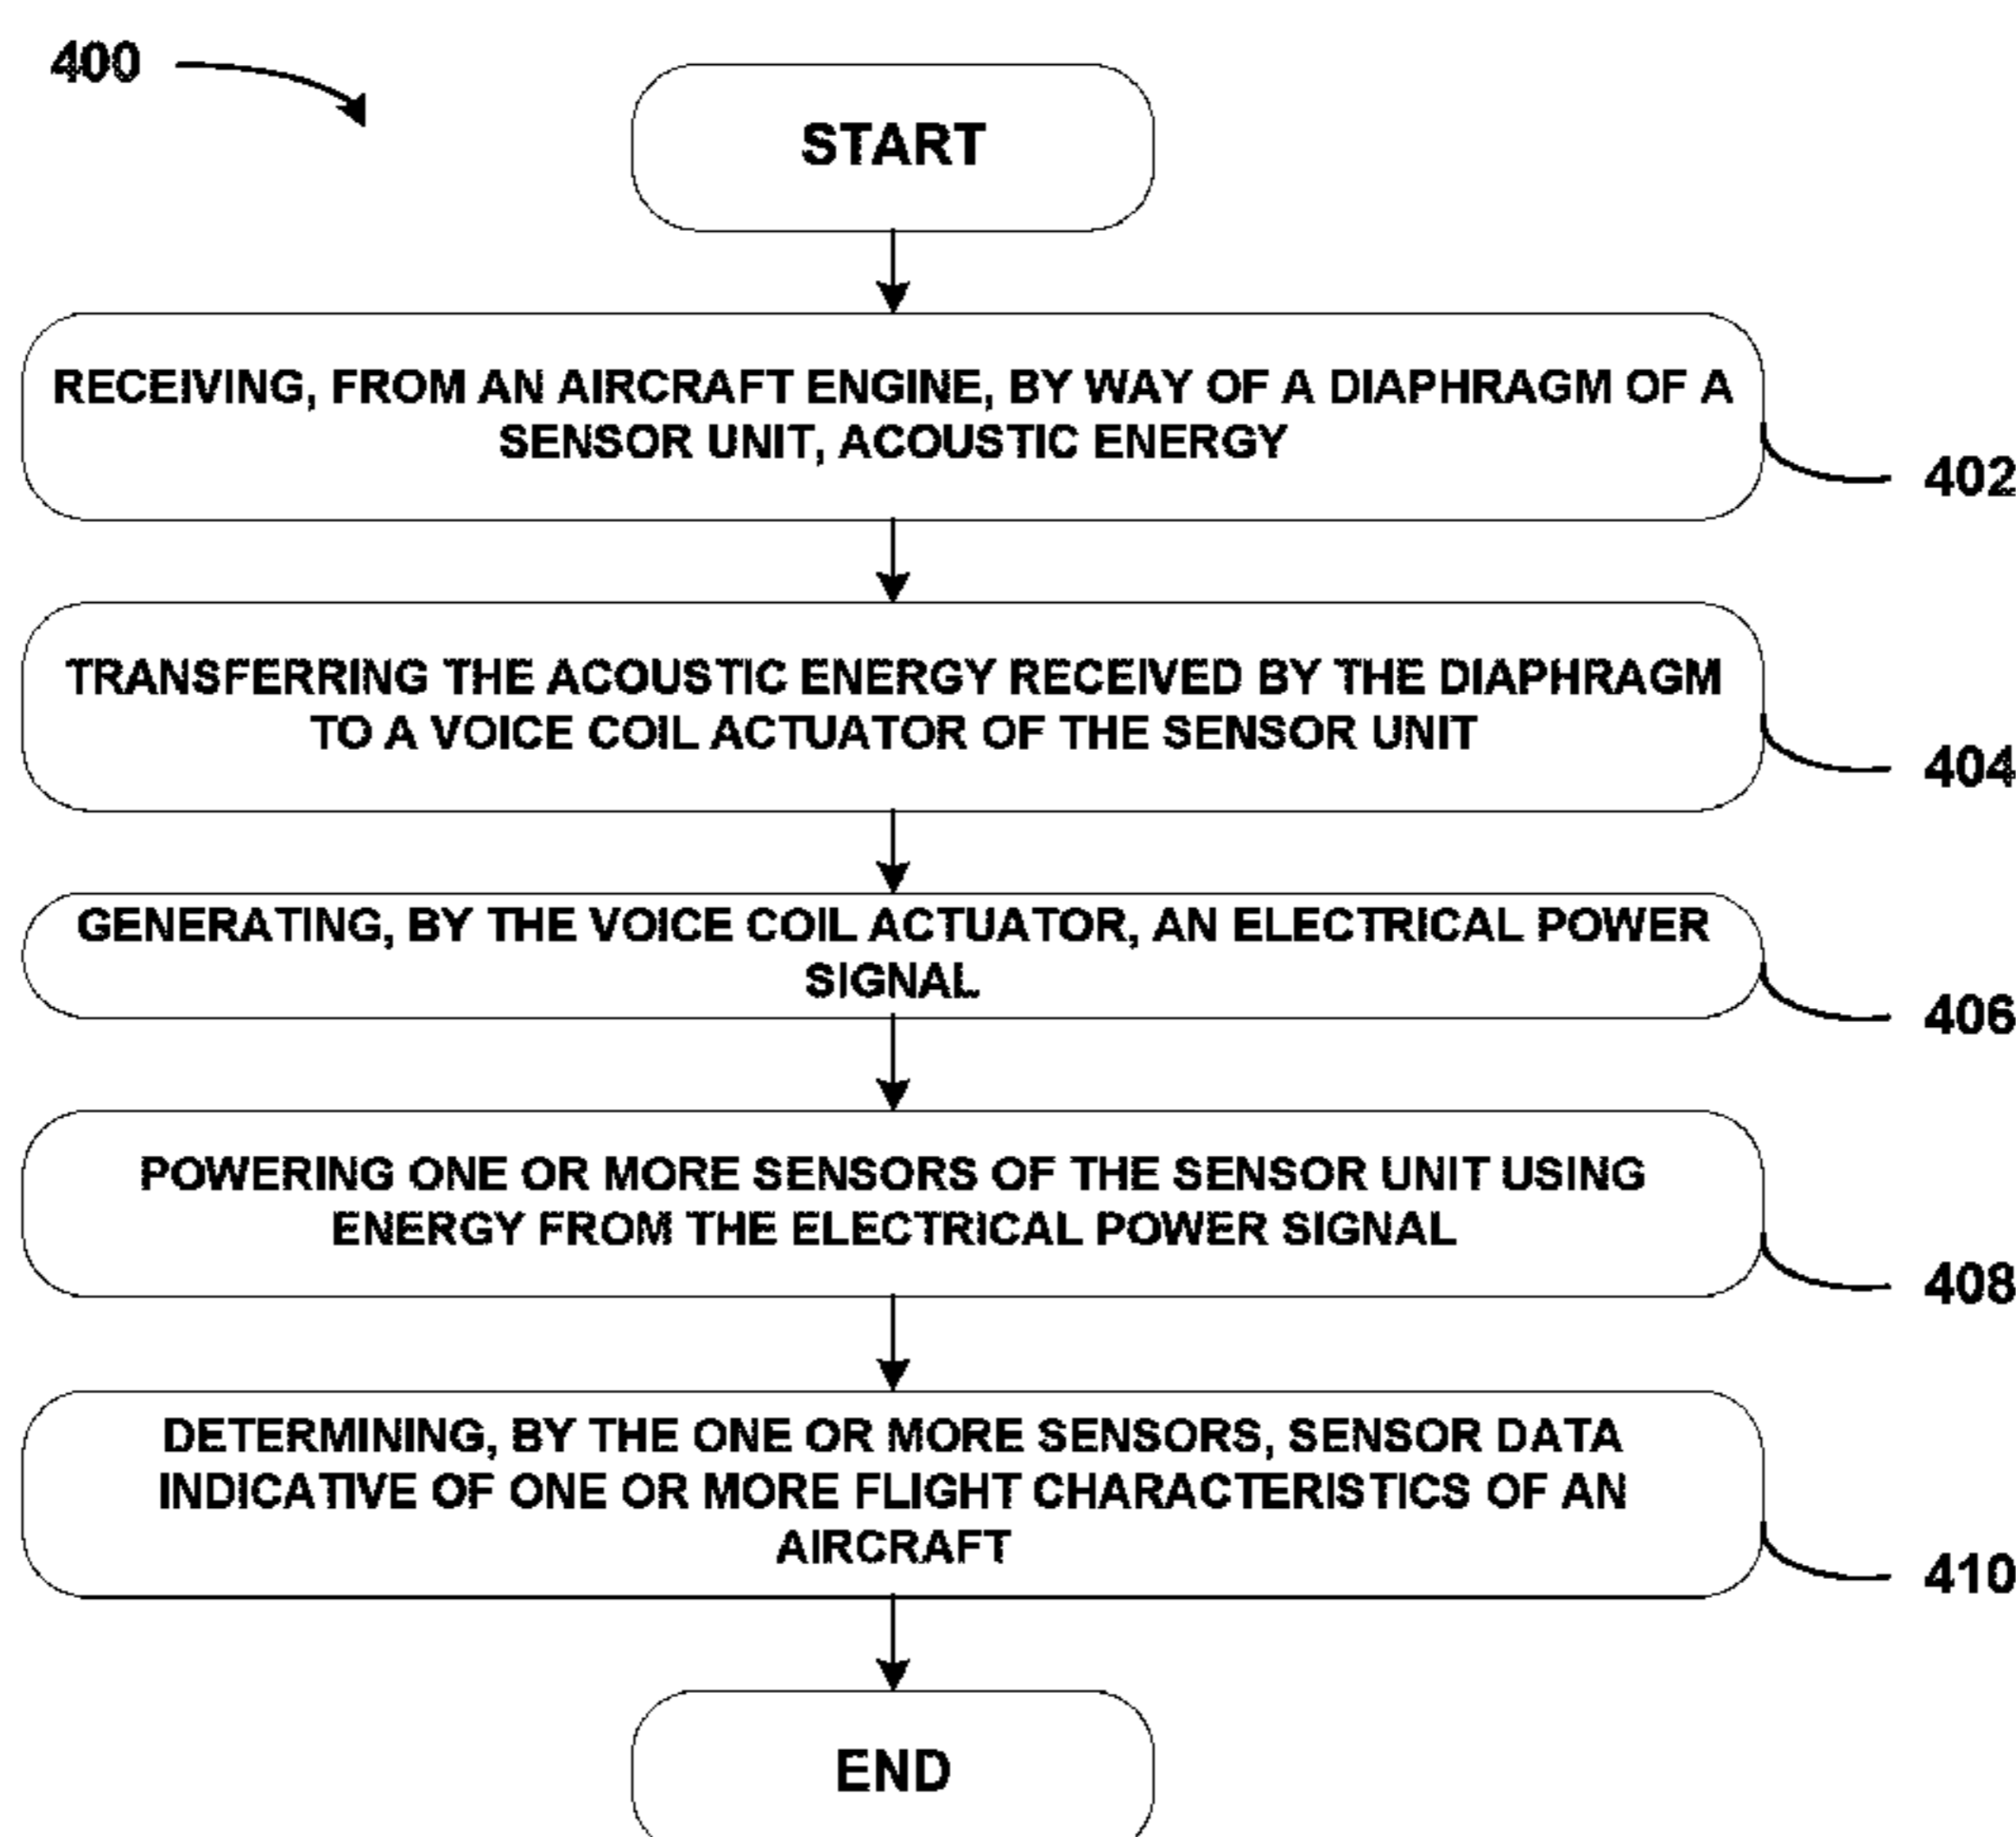 400
START
RECEIVING, FROM AN AIRCRAFT ENGINE, BY WAY OF A DIAPHRAGM OF A
SENSOR UNIT, ACOUSTIC ENERGY
402
TRANSFERRING THE ACOUSTIC ENERGY RECEIVED BY THE DIAPHRAGM
TO A VOICE COIL ACTUATOR OF THE SENSOR UNIT
404
GENERATING, BY THE VOICE COIL ACTUATOR, AN ELECTRICAL POWER
SIGNAL
406
POWERING ONE OR MORE SENSORS OF THE SENSOR UNIT USING
ENERGY FROM THE ELECTRICAL POWER SIGNAL
408
DETERMINING, BY THE ONE OR MORE SENSORS, SENSOR DATA
INDICATIVE OF ONE OR MORE FLIGHT CHARACTERISTICS OF AN
AIRCRAFT
410
END